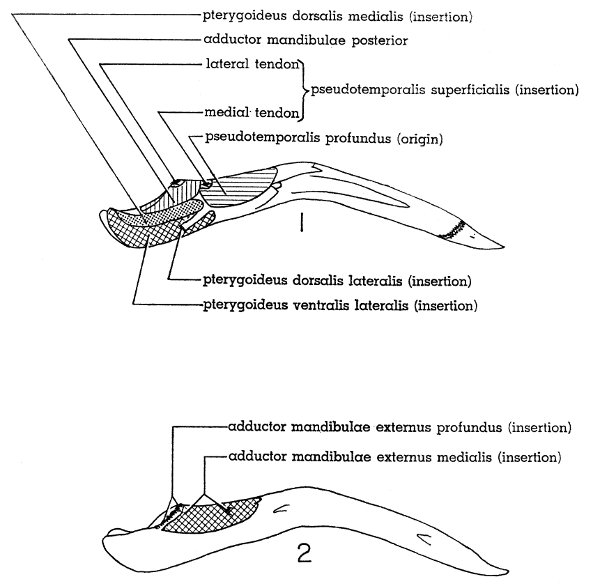 pterygoideus dorsalis medialis (insertion)
adductor mandibulae posterior
lateral tendon
pseudotemporalis superficialis (insertion)
medial tendon
pseudotemporalis profundus (origin)
1
pterygoideus dorsalis lateralis (insertion)
pterygoideus ventralis lateralis (insertion)
adductor mandibulae externus profundus (insertion)
adductor mandibulae externus medialis (insertion)
2